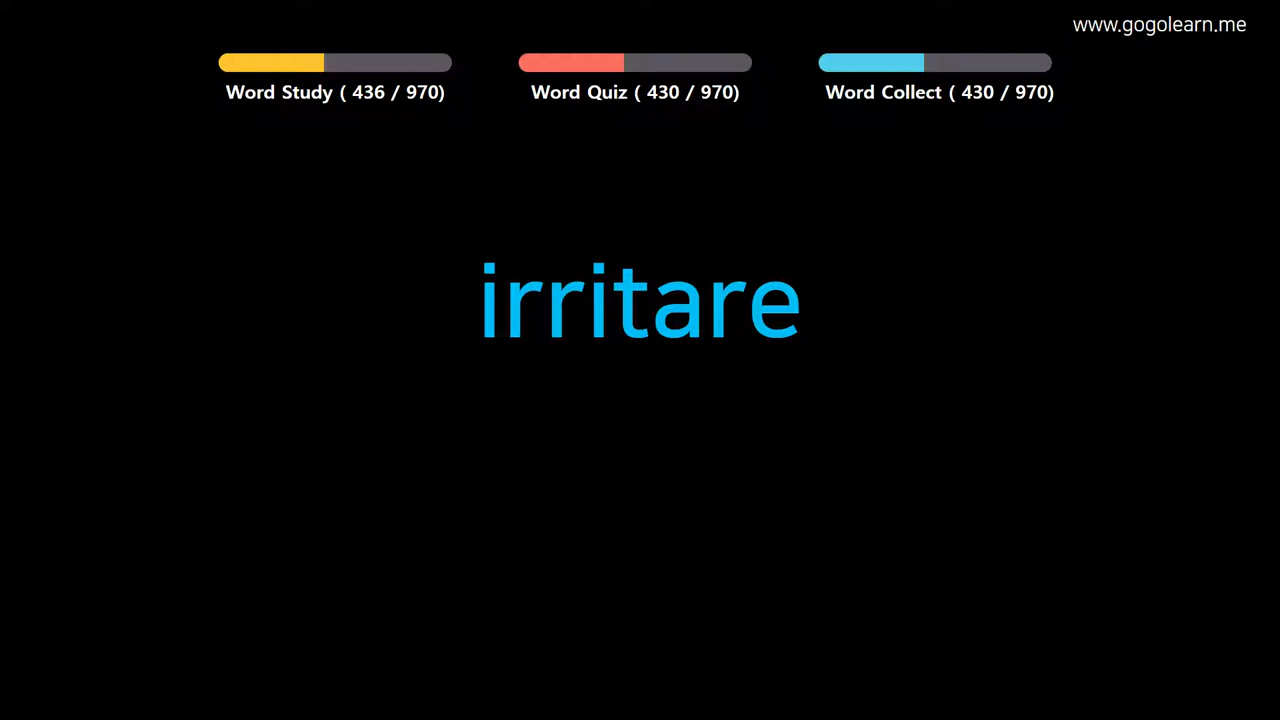 www.gogolearn.me
Word Study ( 436 / 970)
Word Quiz ( 430 / 970)
Word Collect ( 430 / 970)
irritare